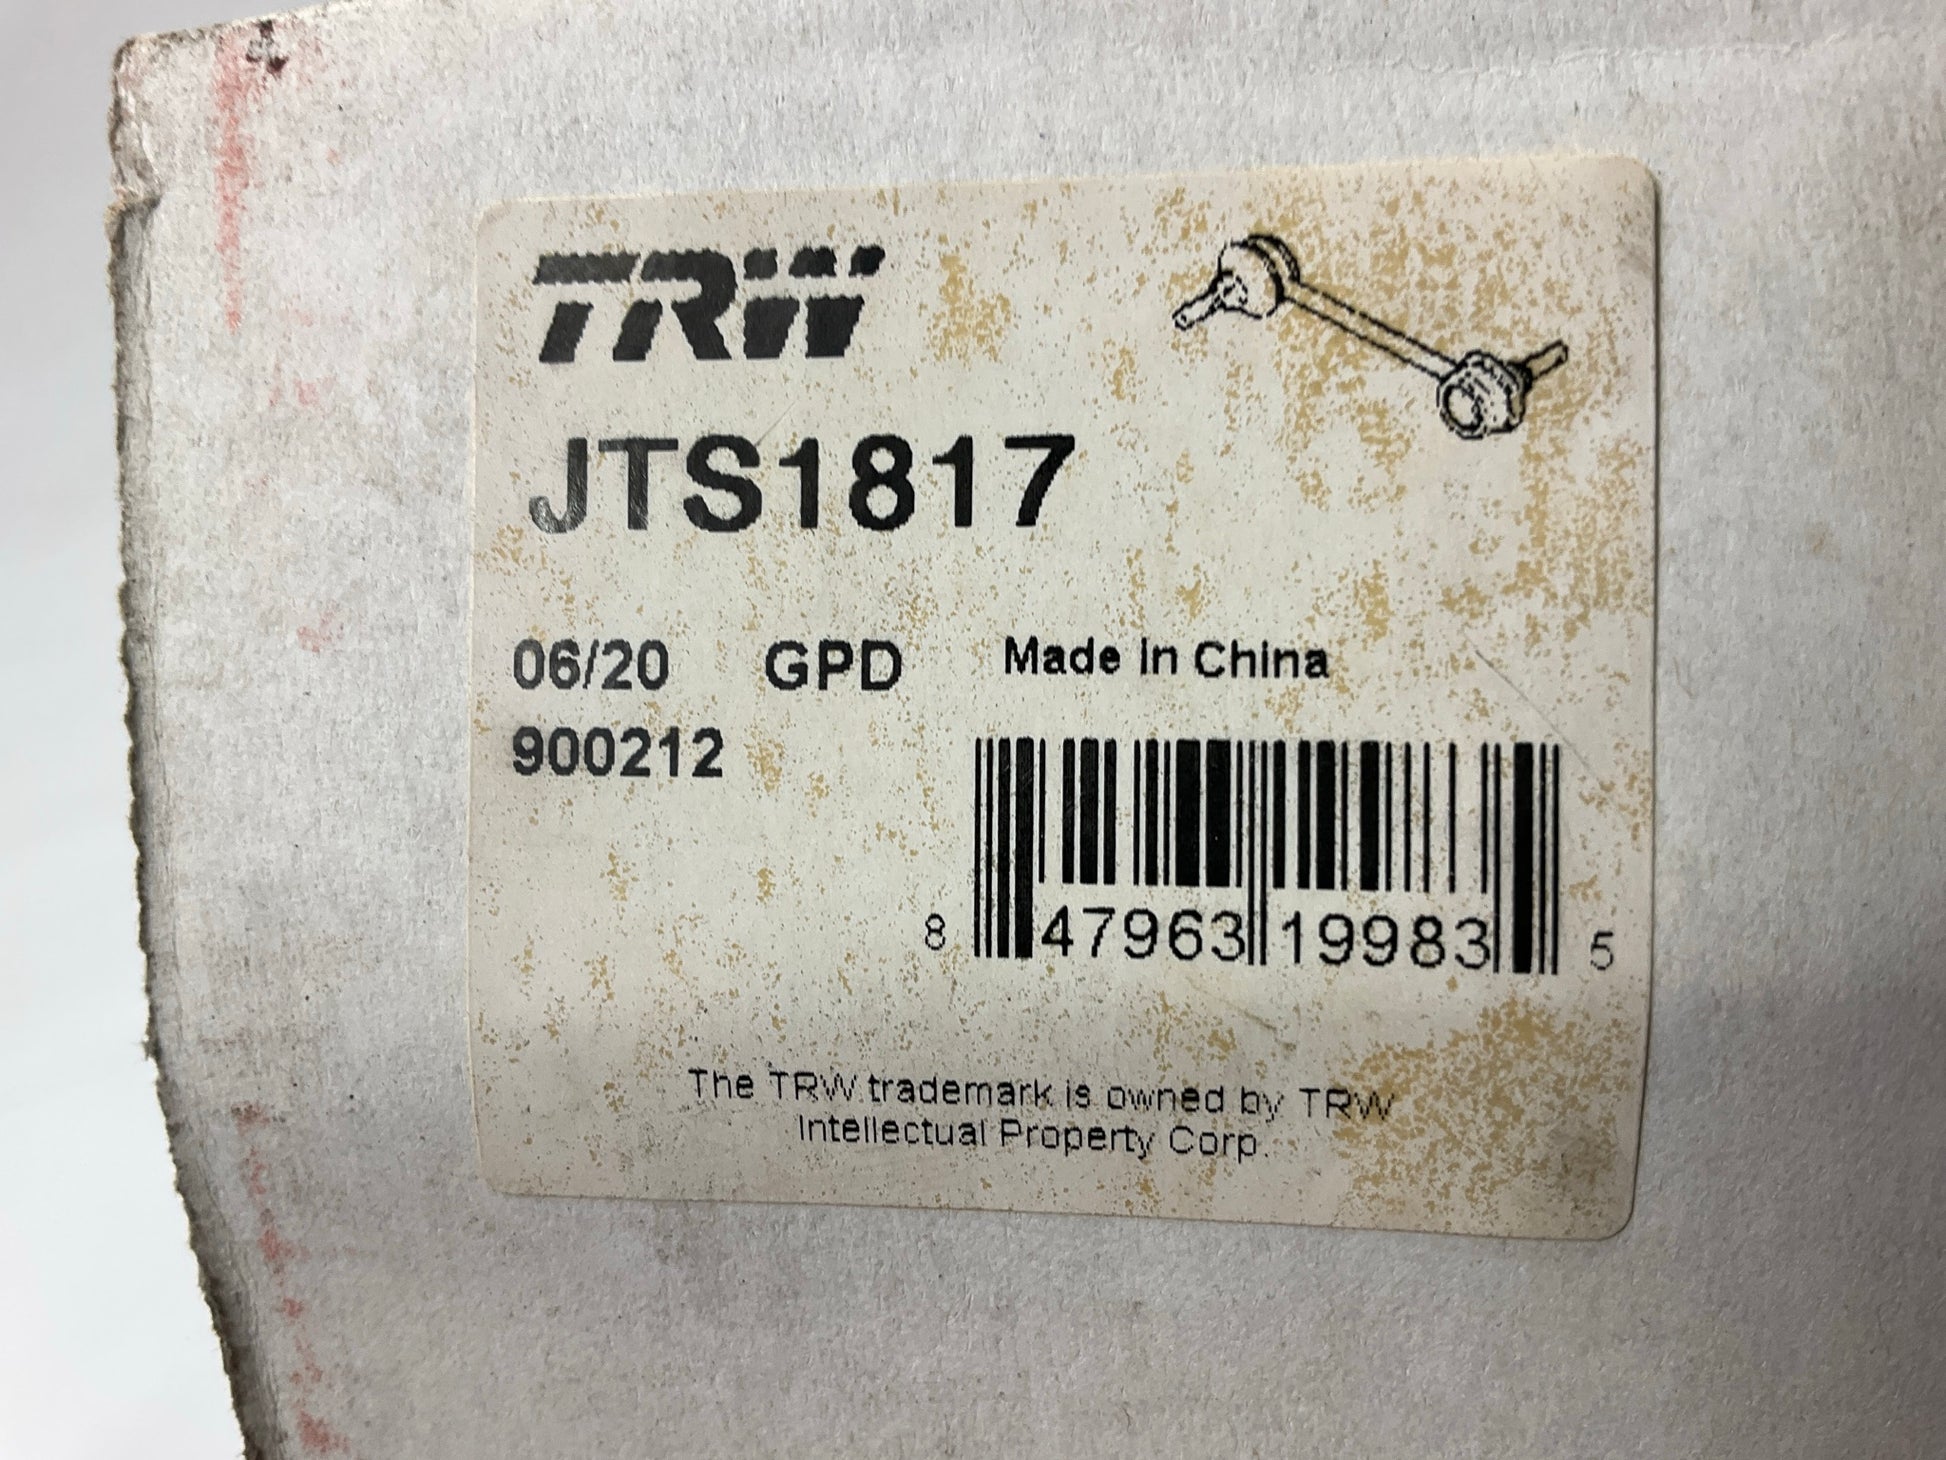 TRW
JTS1817
06/20 GPD Made In China
900212
8 47963 19983 5
The TRW trademark is owned by TRW
Intellectual Property Corp.